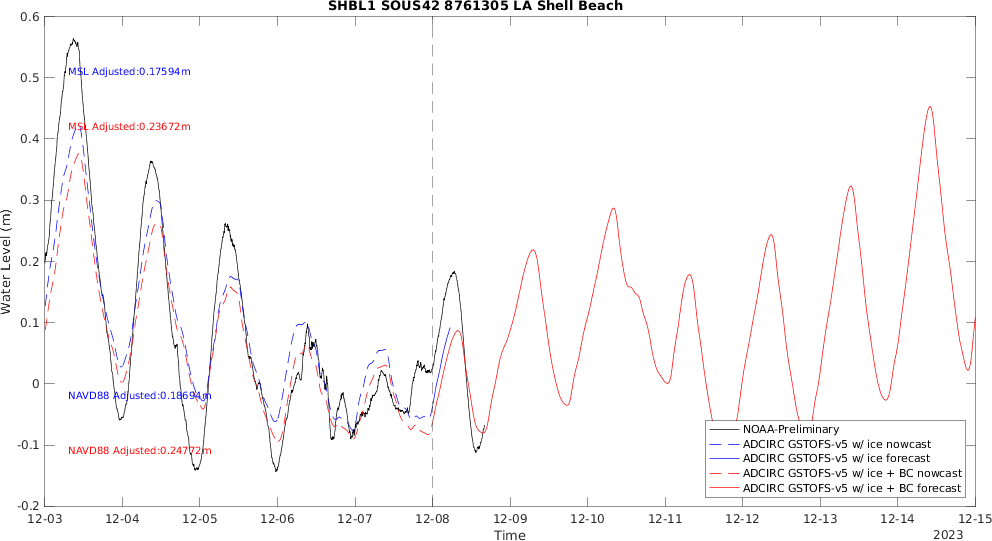 SHBL1 SOUS42 8761305 LA Shell Beach
0.6
0.5
0.4
0.3
0.2
0.1
0
-0.1
-0.2
Water Level (m)
MSL Adjusted:0.17594m
MSL Adjusted:0.23672m
NAVD88 Adjusted:0.18694m
NAVD88 Adjusted:0.24772m
NOAA-Preliminary
ADCIRC GSTOFS-v5 w/ ice nowcast
ADCIRC GSTOFS-v5 w/ ice forecast
ADCIRC GSTOFS-v5 w/ ice + BC nowcast
ADCIRC GSTOFS-v5 w/ ice + BC forecast
12-03 12-04 12-05 12-06 12-07 12-08 12-09 12-10 12-11 12-12 12-13 12-14 12-15
Time
2023